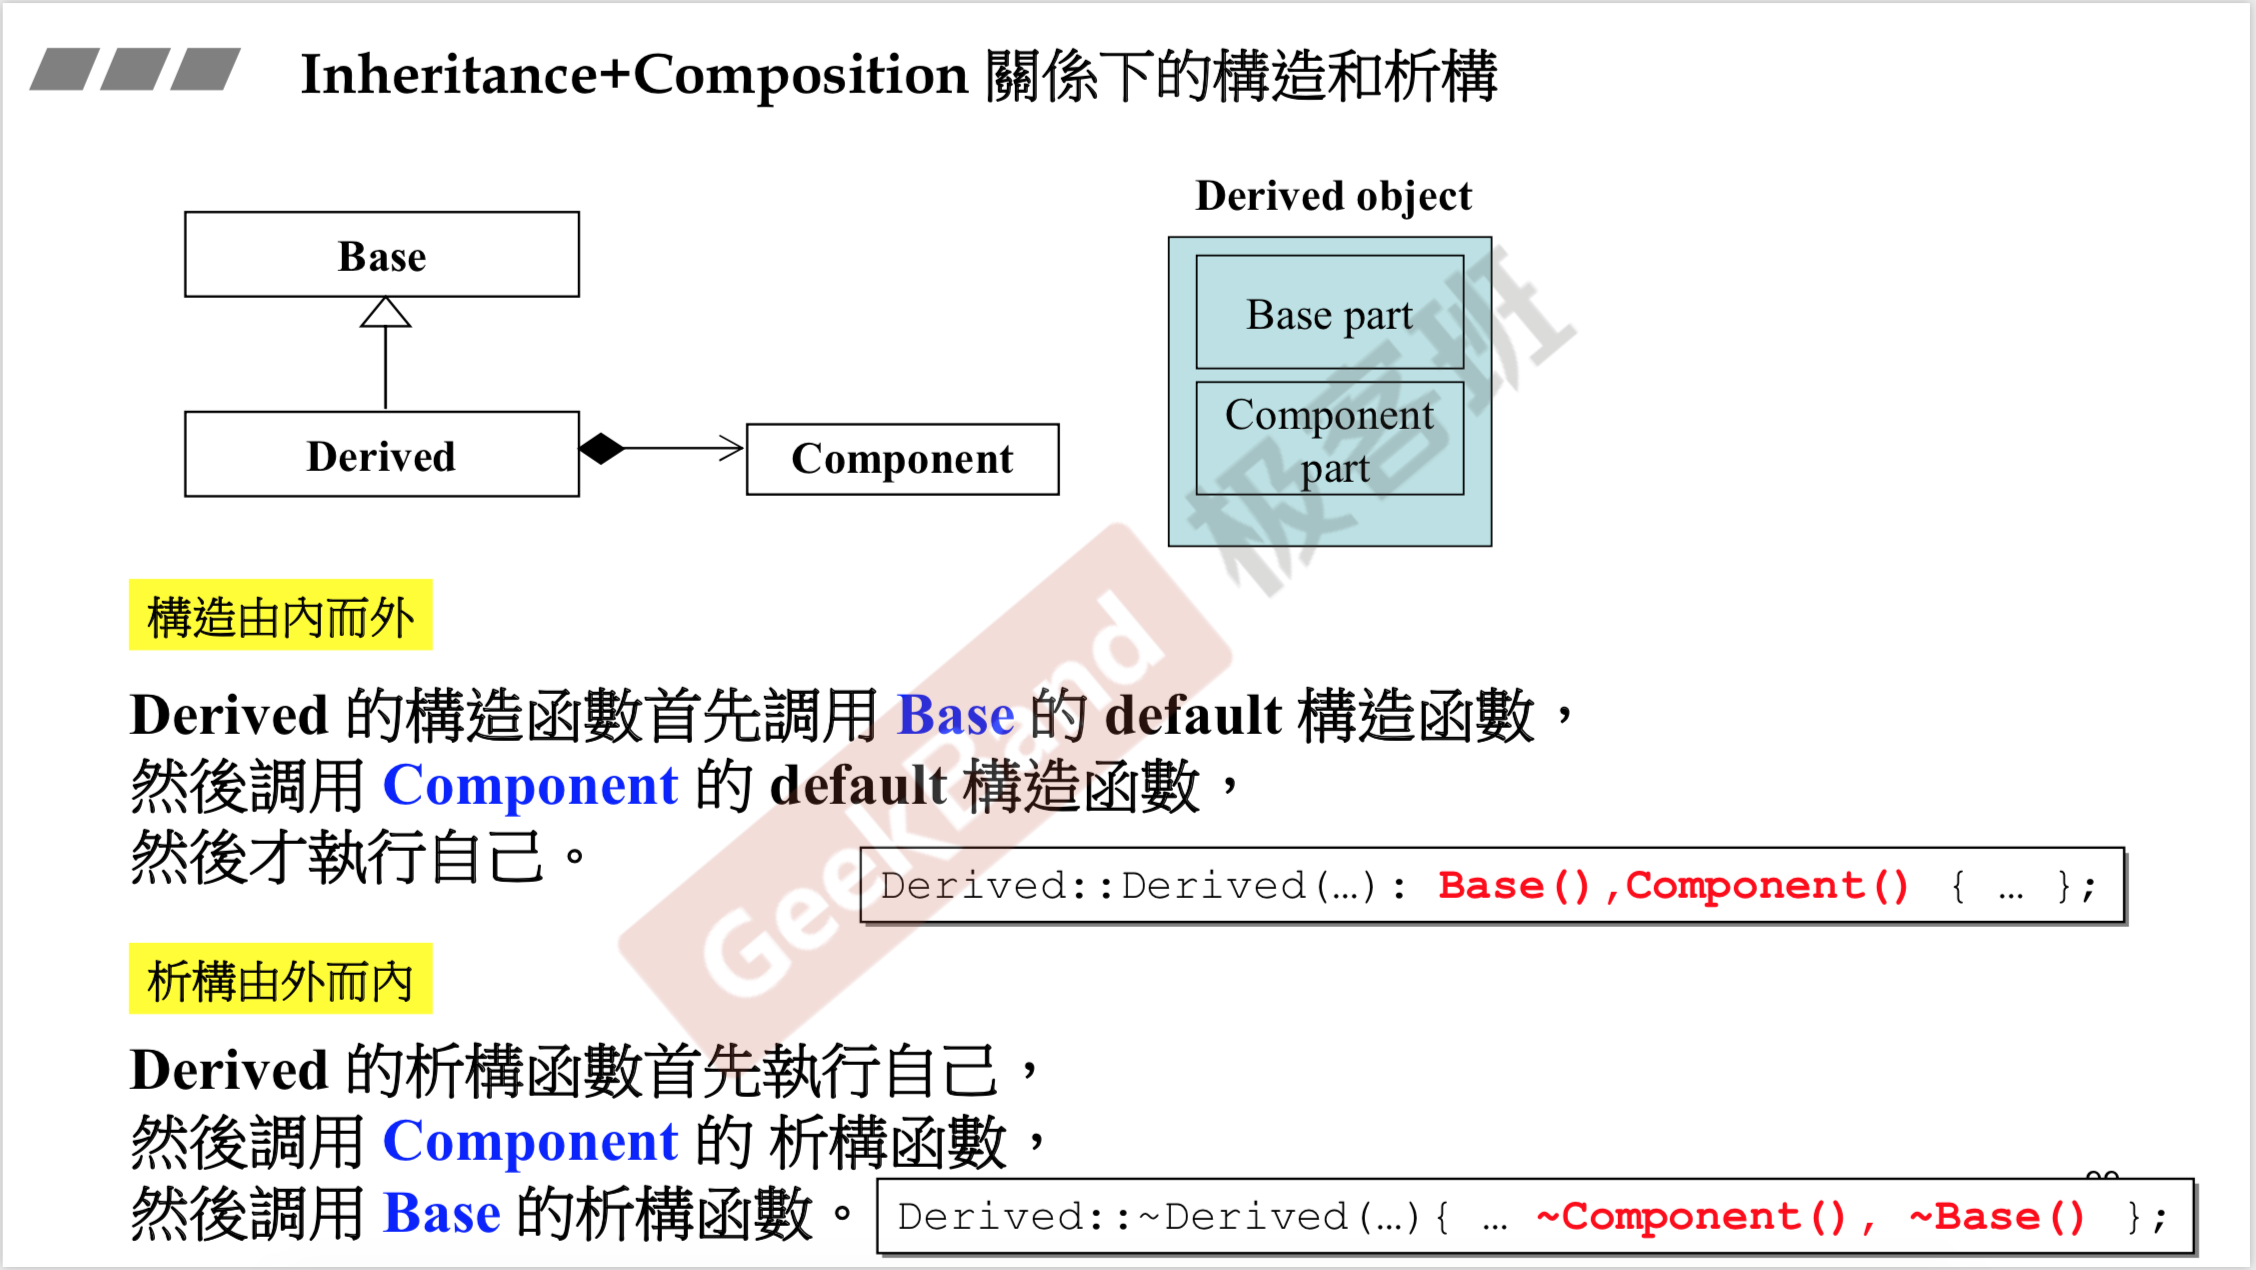 Inheritance+Composition 關係下的構造和析構
Derived object
Base
Base part
Derived
Component
Component
part
極客班
GeekBand
構造由內而外
Derived 的構造函數首先調用 Base 的 default 構造函數，
然後調用 Component 的 default 構造函數，
然後才執行自己。
Derived::Derived(…): Base(),Component() { … };
析構由外而內
Derived 的析構函數首先執行自己，
然後調用 Component 的 析構函數，
然後調用 Base 的析構函數。
Derived::~Derived(…){ … ~Component(), ~Base() };